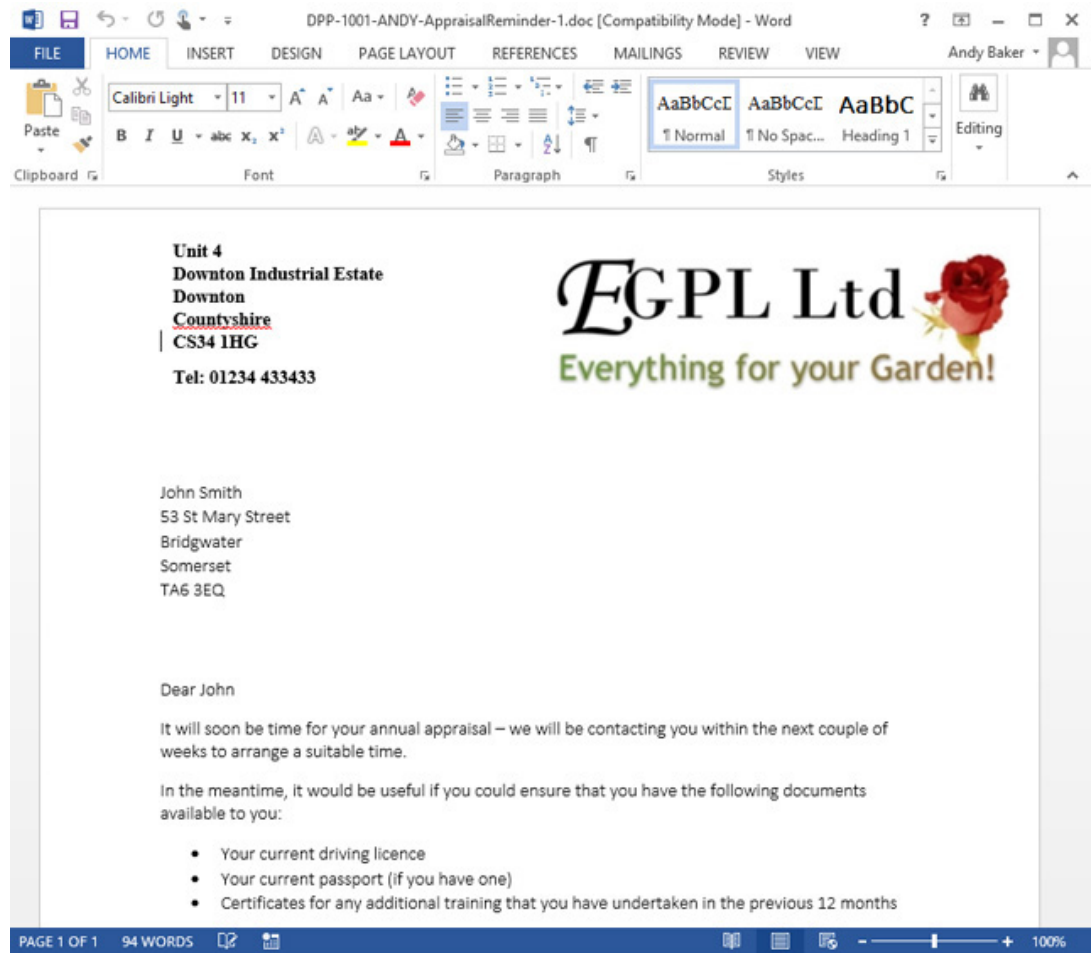 DPP-1001-ANDY-AppraisalReminder-1.doc [Compatibility Mode] - Word
FILE HOME INSERT DESIGN PAGE LAYOUT REFERENCES MAILINGS REVIEW VIEW Andy Baker
Calibri Light 11
Paste
AaBbCcD AaBbCcD AaBbC
¶ Normal ¶ No Spac... Heading 1
Editing
Clipboard Font Paragraph Styles
Unit 4
Downton Industrial Estate
Downton
Countyshire
CS34 1HG
Tel: 01234 433433
EGPL Ltd
Everything for your Garden!
John Smith
53 St Mary Street
Bridgwater
Somerset
TA6 3EQ
Dear John
It will soon be time for your annual appraisal – we will be contacting you within the next couple of
weeks to arrange a suitable time.
In the meantime, it would be useful if you could ensure that you have the following documents
available to you:
• Your current driving licence
• Your current passport (if you have one)
• Certificates for any additional training that you have undertaken in the previous 12 months
PAGE 1 OF 1 94 WORDS 100%